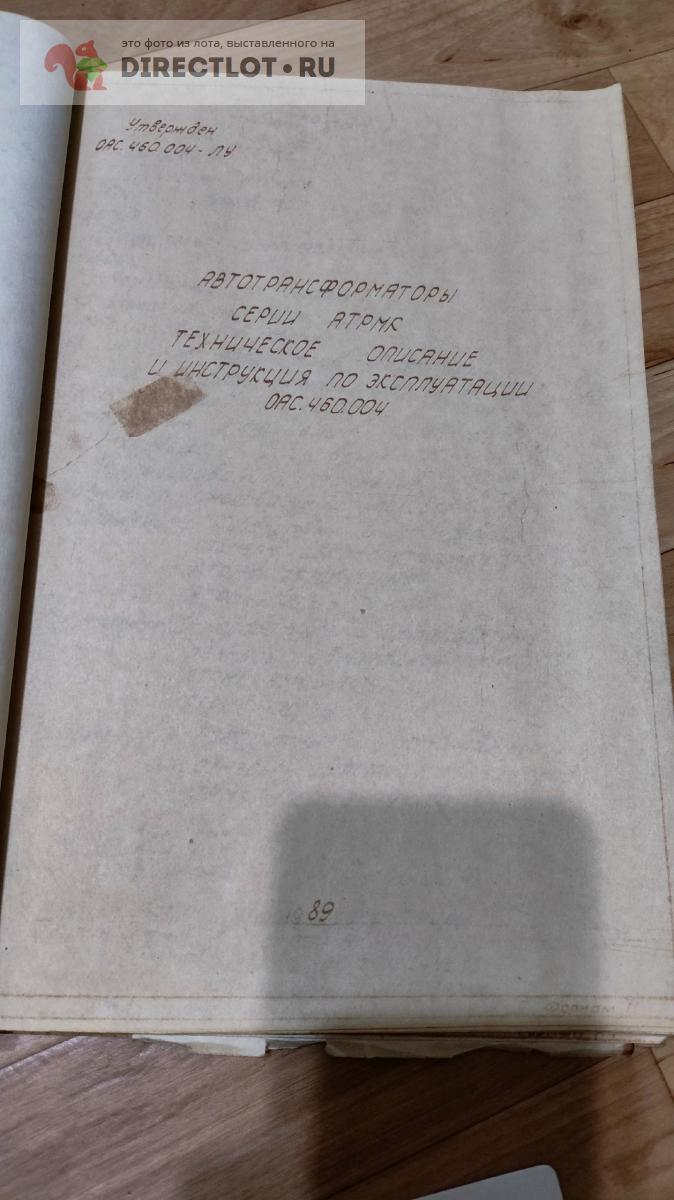 это фото из лота, выставленного на
DIRECTLOT.RU
Утвержден
ОАС.460.004-ЛУ
АВТОТРАНСФОРМАТОРЫ
СЕРИИ АТРМК
ТЕХНИЧЕСКОЕ ОПИСАНИЕ
И ИНСТРУКЦИЯ ПО ЭКСПЛУАТАЦИИ
ОАС.460.004
89
Формат